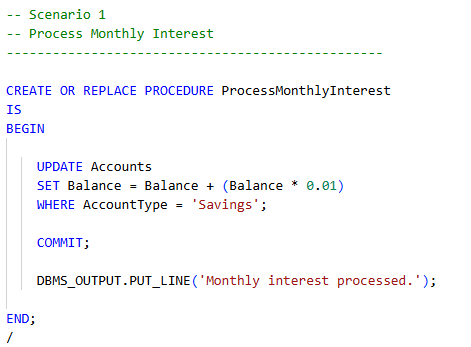 -- Scenario 1
-- Process Monthly Interest
--------------------------------------------------
CREATE OR REPLACE PROCEDURE ProcessMonthlyInterest
IS
BEGIN
UPDATE Accounts
SET Balance = Balance + (Balance * 0.01)
WHERE AccountType = 'Savings';
COMMIT;
DBMS_OUTPUT.PUT_LINE('Monthly interest processed.');
END;
/